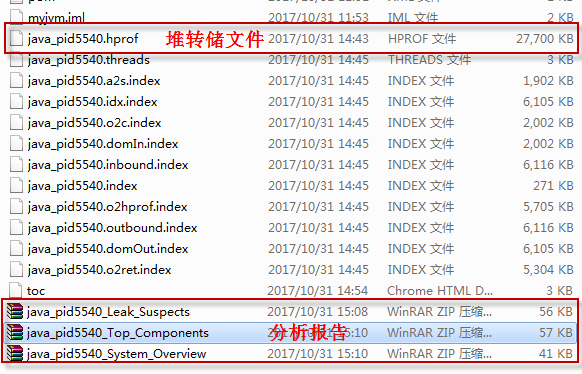 myjvm.iml 2017/10/31 11:53 IML 文件 2 KB
java_pid5540.hprof 堆转储文件 2017/10/31 14:43 HPROF 文件 27,700 KB
java_pid5540.threads 2017/10/31 14:45 THREADS 文件 3 KB
java_pid5540.a2s.index 2017/10/31 14:45 INDEX 文件 1,902 KB
java_pid5540.idx.index 2017/10/31 14:45 INDEX 文件 6,105 KB
java_pid5540.o2c.index 2017/10/31 14:45 INDEX 文件 2,002 KB
java_pid5540.domIn.index 2017/10/31 14:45 INDEX 文件 2,002 KB
java_pid5540.inbound.index 2017/10/31 14:45 INDEX 文件 6,116 KB
java_pid5540.index 2017/10/31 14:45 INDEX 文件 271 KB
java_pid5540.o2hprof.index 2017/10/31 14:45 INDEX 文件 5,705 KB
java_pid5540.outbound.index 2017/10/31 14:45 INDEX 文件 6,116 KB
java_pid5540.domOut.index 2017/10/31 14:45 INDEX 文件 6,105 KB
java_pid5540.o2ret.index 2017/10/31 14:45 INDEX 文件 5,304 KB
toc 2017/10/31 14:54 Chrome HTML D... 2 KB
java_pid5540_Leak_Suspects 2017/10/31 15:08 WinRAR ZIP 压缩... 56 KB
java_pid5540_Top_Components 分析报告 15:10 WinRAR ZIP 压缩... 57 KB
java_pid5540_System_Overview 2017/10/31 15:10 WinRAR ZIP 压缩... 41 KB